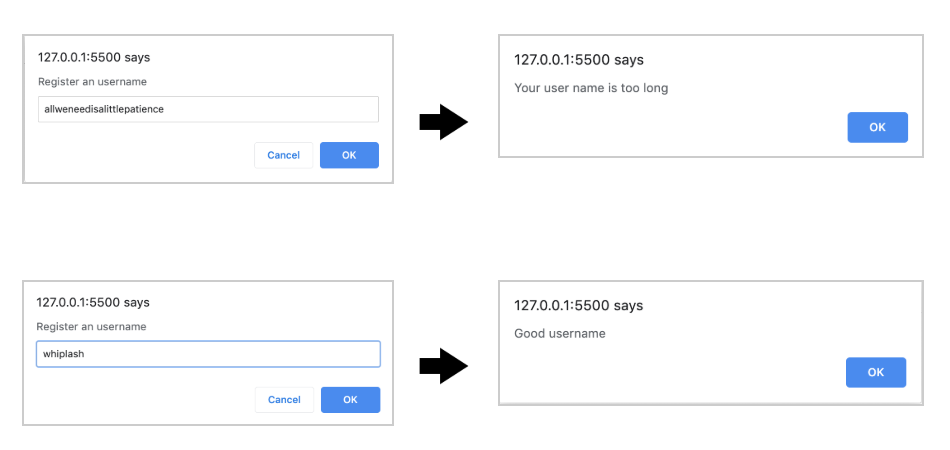 127.0.0.1:5500 says
Register an username
allweneedisalittlepatience
Cancel
OK
127.0.0.1:5500 says
Your user name is too long
OK
127.0.0.1:5500 says
Register an username
whiplash
Cancel
OK
127.0.0.1:5500 says
Good username
OK